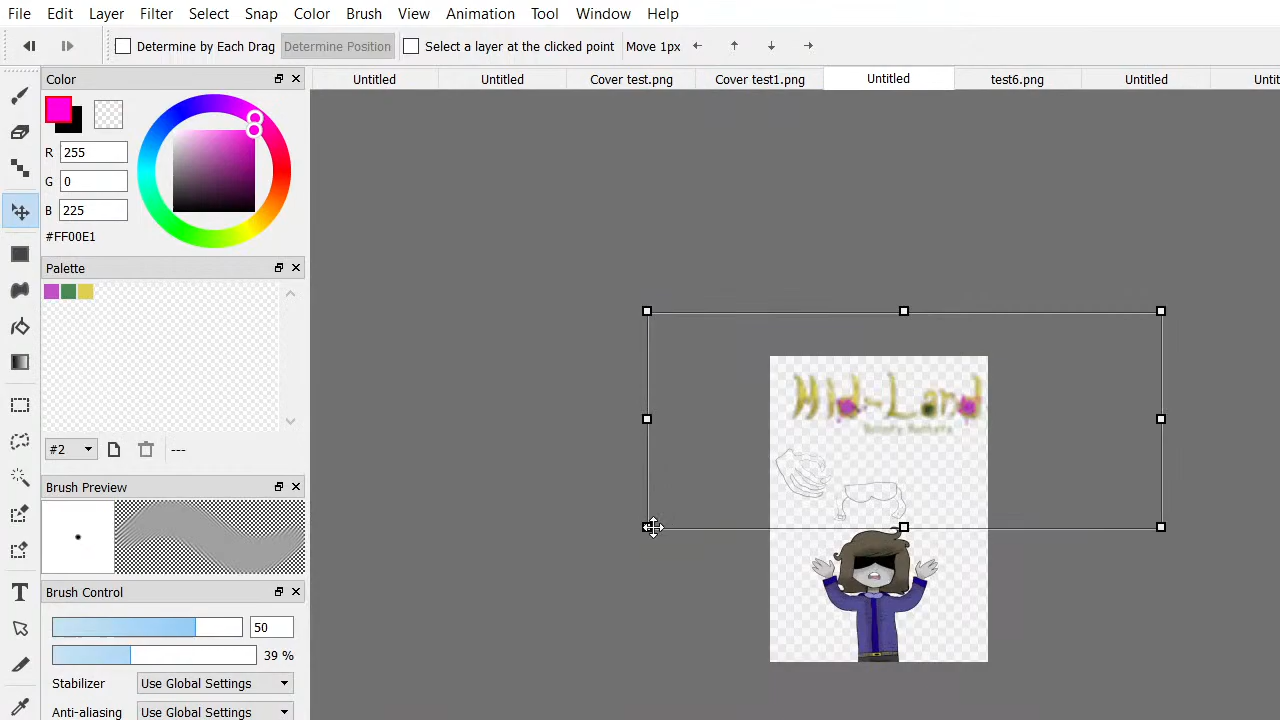 File Edit Layer Filter Select Snap Color Brush View Animation Tool Window Help
Determine by Each Drag Determine Position Select a layer at the clicked point Move 1px
Color
Untitled Untitled Cover test.png Cover test1.png Untitled test6.png Untitled Unt
R 255
G 0
B 225
#FF00E1
Palette
#2 ---
Brush Preview
Brush Control
50
39 %
Stabilizer Use Global Settings
Anti-aliasing Use Global Settings
T